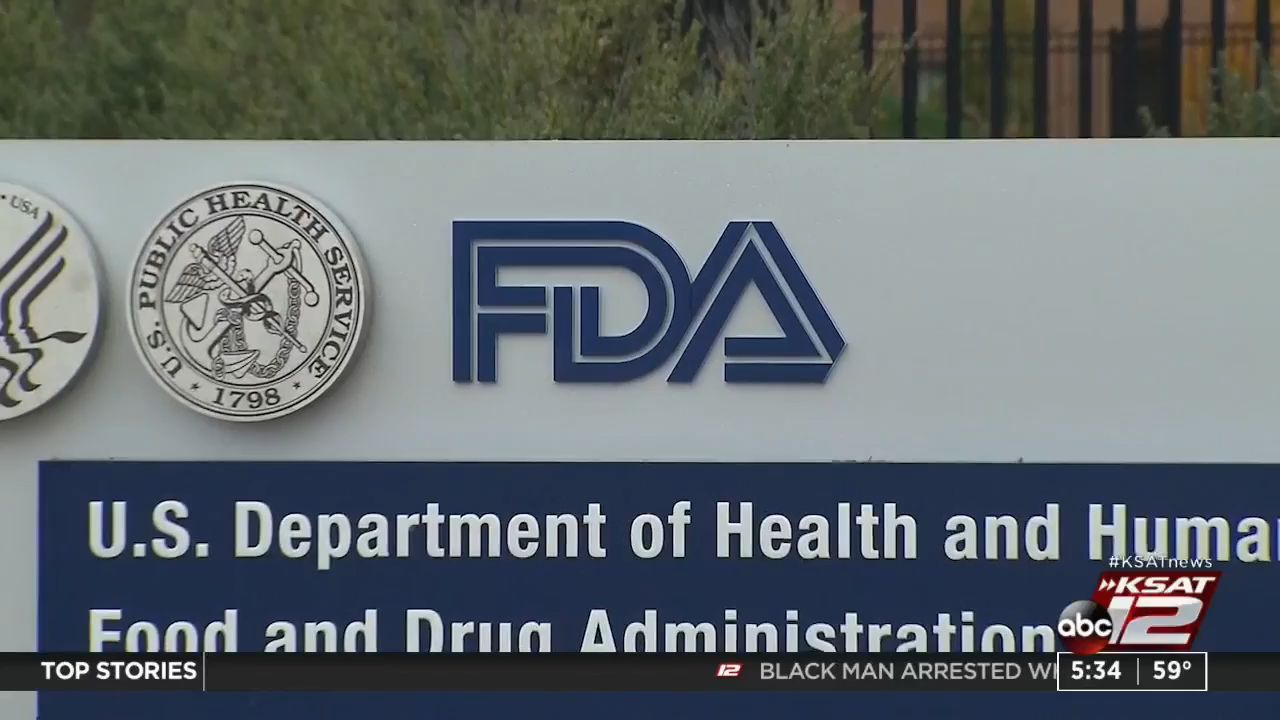 USA
U.S. PUBLIC HEALTH SERVICE
1798
FDA
U.S. Department of Health and Huma
Food and Drug Administration
#KSATnews
KSAT
abc 12
TOP STORIES
12 BLACK MAN ARRESTED
5:34 59°